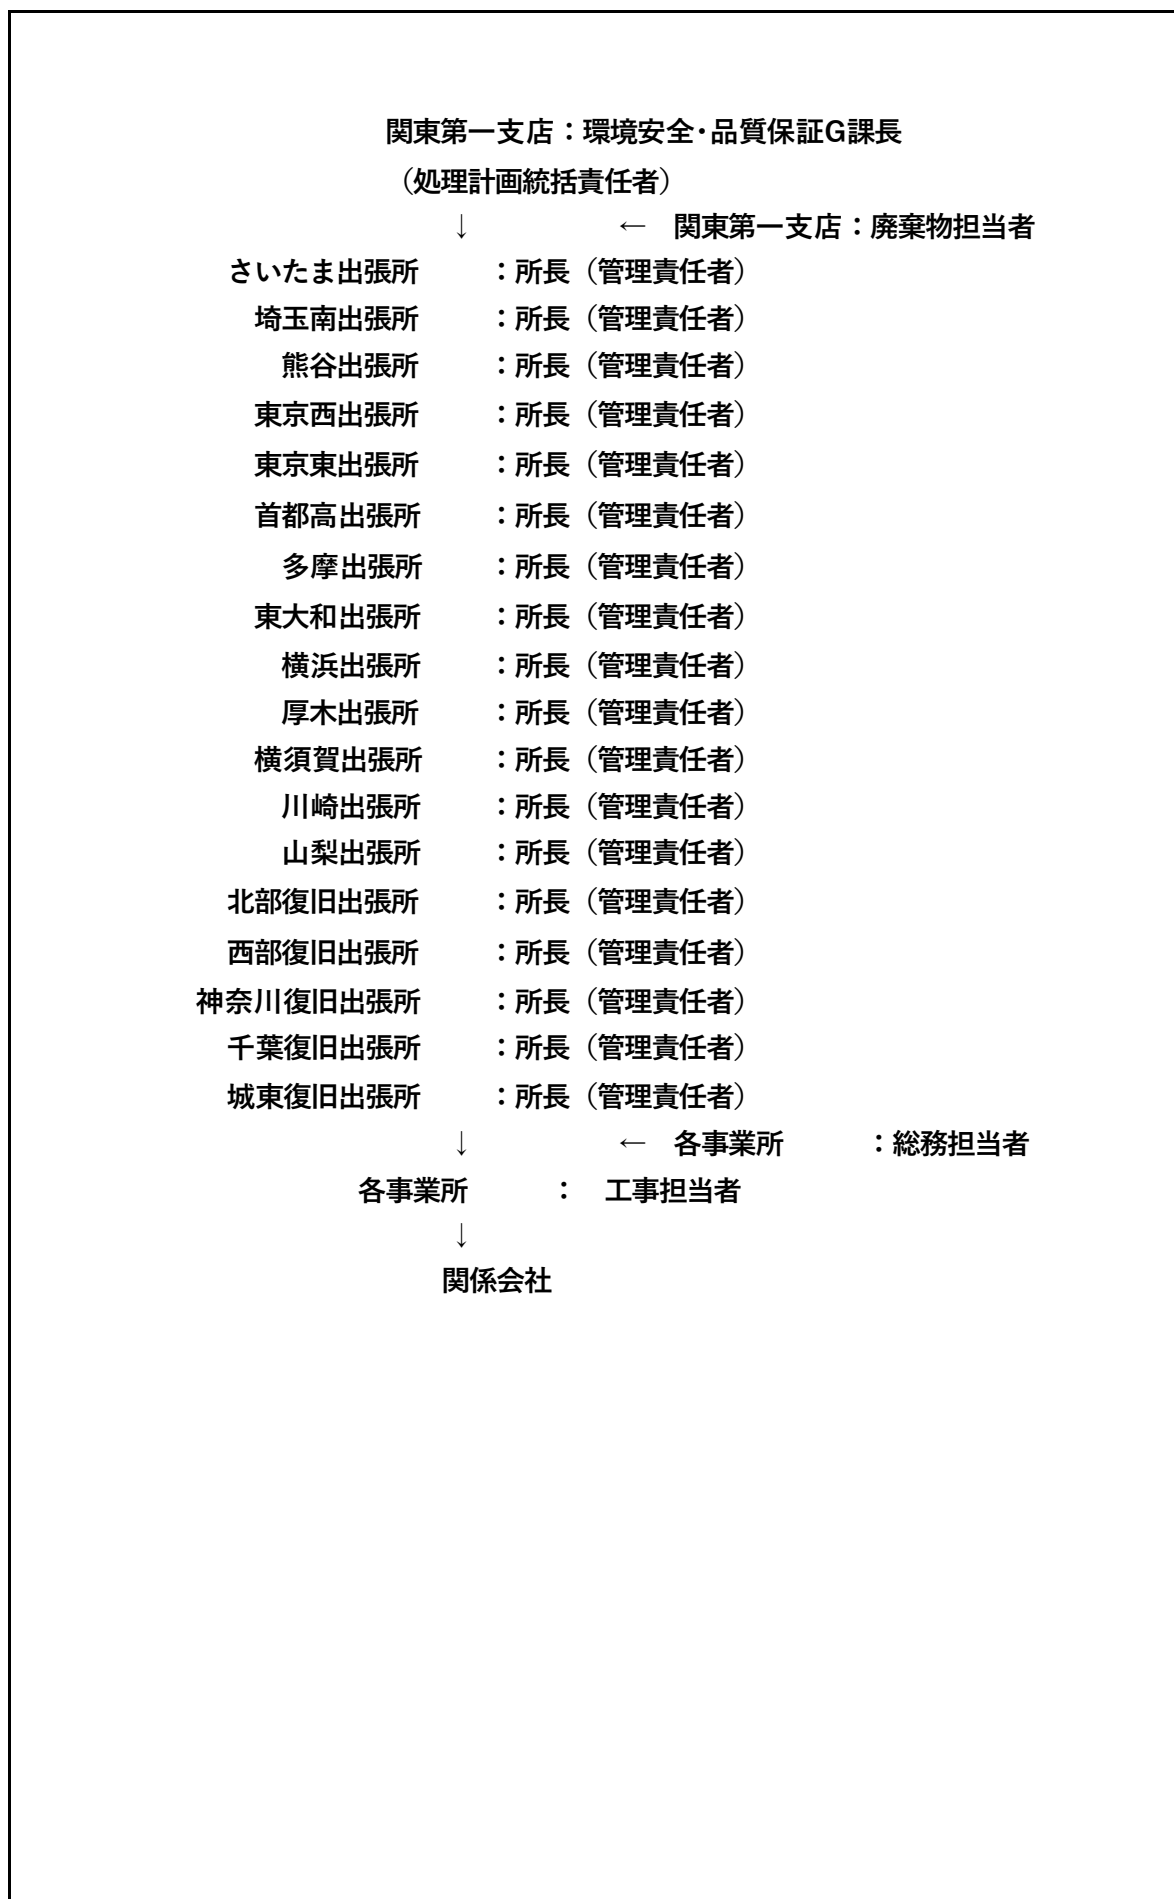 関東第一支店：環境安全・品質保証G課長
（処理計画統括責任者）
↓ ← 関東第一支店：廃棄物担当者
さいたま出張所 ：所長（管理責任者）
埼玉南出張所 ：所長（管理責任者）
熊谷出張所 ：所長（管理責任者）
東京西出張所 ：所長（管理責任者）
東京東出張所 ：所長（管理責任者）
首都高出張所 ：所長（管理責任者）
多摩出張所 ：所長（管理責任者）
東大和出張所 ：所長（管理責任者）
横浜出張所 ：所長（管理責任者）
厚木出張所 ：所長（管理責任者）
横須賀出張所 ：所長（管理責任者）
川崎出張所 ：所長（管理責任者）
山梨出張所 ：所長（管理責任者）
北部復旧出張所 ：所長（管理責任者）
西部復旧出張所 ：所長（管理責任者）
神奈川復旧出張所 ：所長（管理責任者）
千葉復旧出張所 ：所長（管理責任者）
城東復旧出張所 ：所長（管理責任者）
↓ ← 各事業所 ：総務担当者
各事業所 ： 工事担当者
↓
関係会社